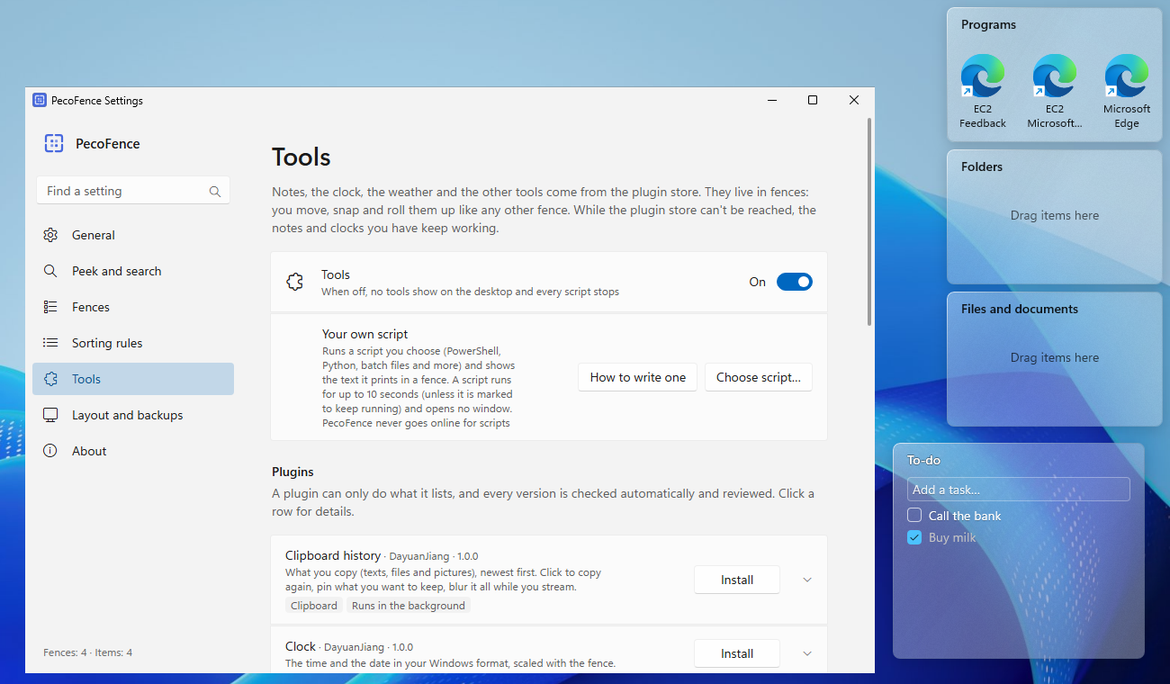 PecoFence Settings
PecoFence
Find a setting
General
Peek and search
Fences
Sorting rules
Tools
Layout and backups
About
Fences: 4 · Items: 4
Tools
Notes, the clock, the weather and the other tools come from the plugin store. They live in fences:
you move, snap and roll them up like any other fence. While the plugin store can't be reached, the
notes and clocks you have keep working.
Tools
When off, no tools show on the desktop and every script stops
On
Your own script
Runs a script you choose (PowerShell,
Python, batch files and more) and shows
the text it prints in a fence. A script runs
for up to 10 seconds (unless it is marked
to keep running) and opens no window.
PecoFence never goes online for scripts
How to write one
Choose script...
Plugins
A plugin can only do what it lists, and every version is checked automatically and reviewed. Click a
row for details.
Clipboard history · DayuanJiang · 1.0.0
What you copy (texts, files and pictures), newest first. Click to copy
again, pin what you want to keep, blur it all while you stream.
Clipboard
Runs in the background
Install
Clock · DayuanJiang · 1.0.0
The time and the date in your Windows format, scaled with the fence.
Install
Programs
EC2
Feedback
EC2
Microsoft...
Microsoft
Edge
Folders
Drag items here
Files and documents
Drag items here
To-do
Add a task...
Call the bank
Buy milk